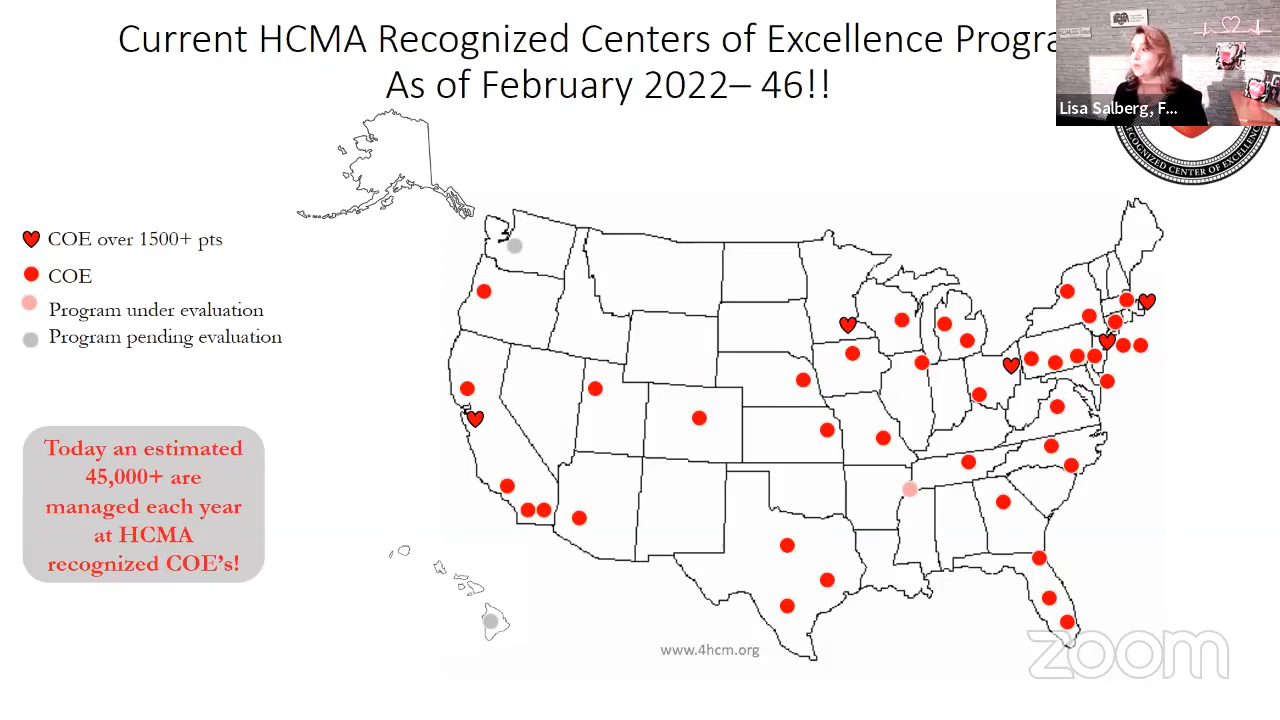 Current HCMA Recognized Centers of Excellence Progra
As of February 2022– 46!!
Lisa Salberg, F...
RECOGNIZED CENTER OF EXCELLENCE
COE over 1500+ pts
COE
Program under evaluation
Program pending evaluation
Today an estimated
45,000+ are
managed each year
at HCMA
recognized COE's!
www.4hcm.org
zoom